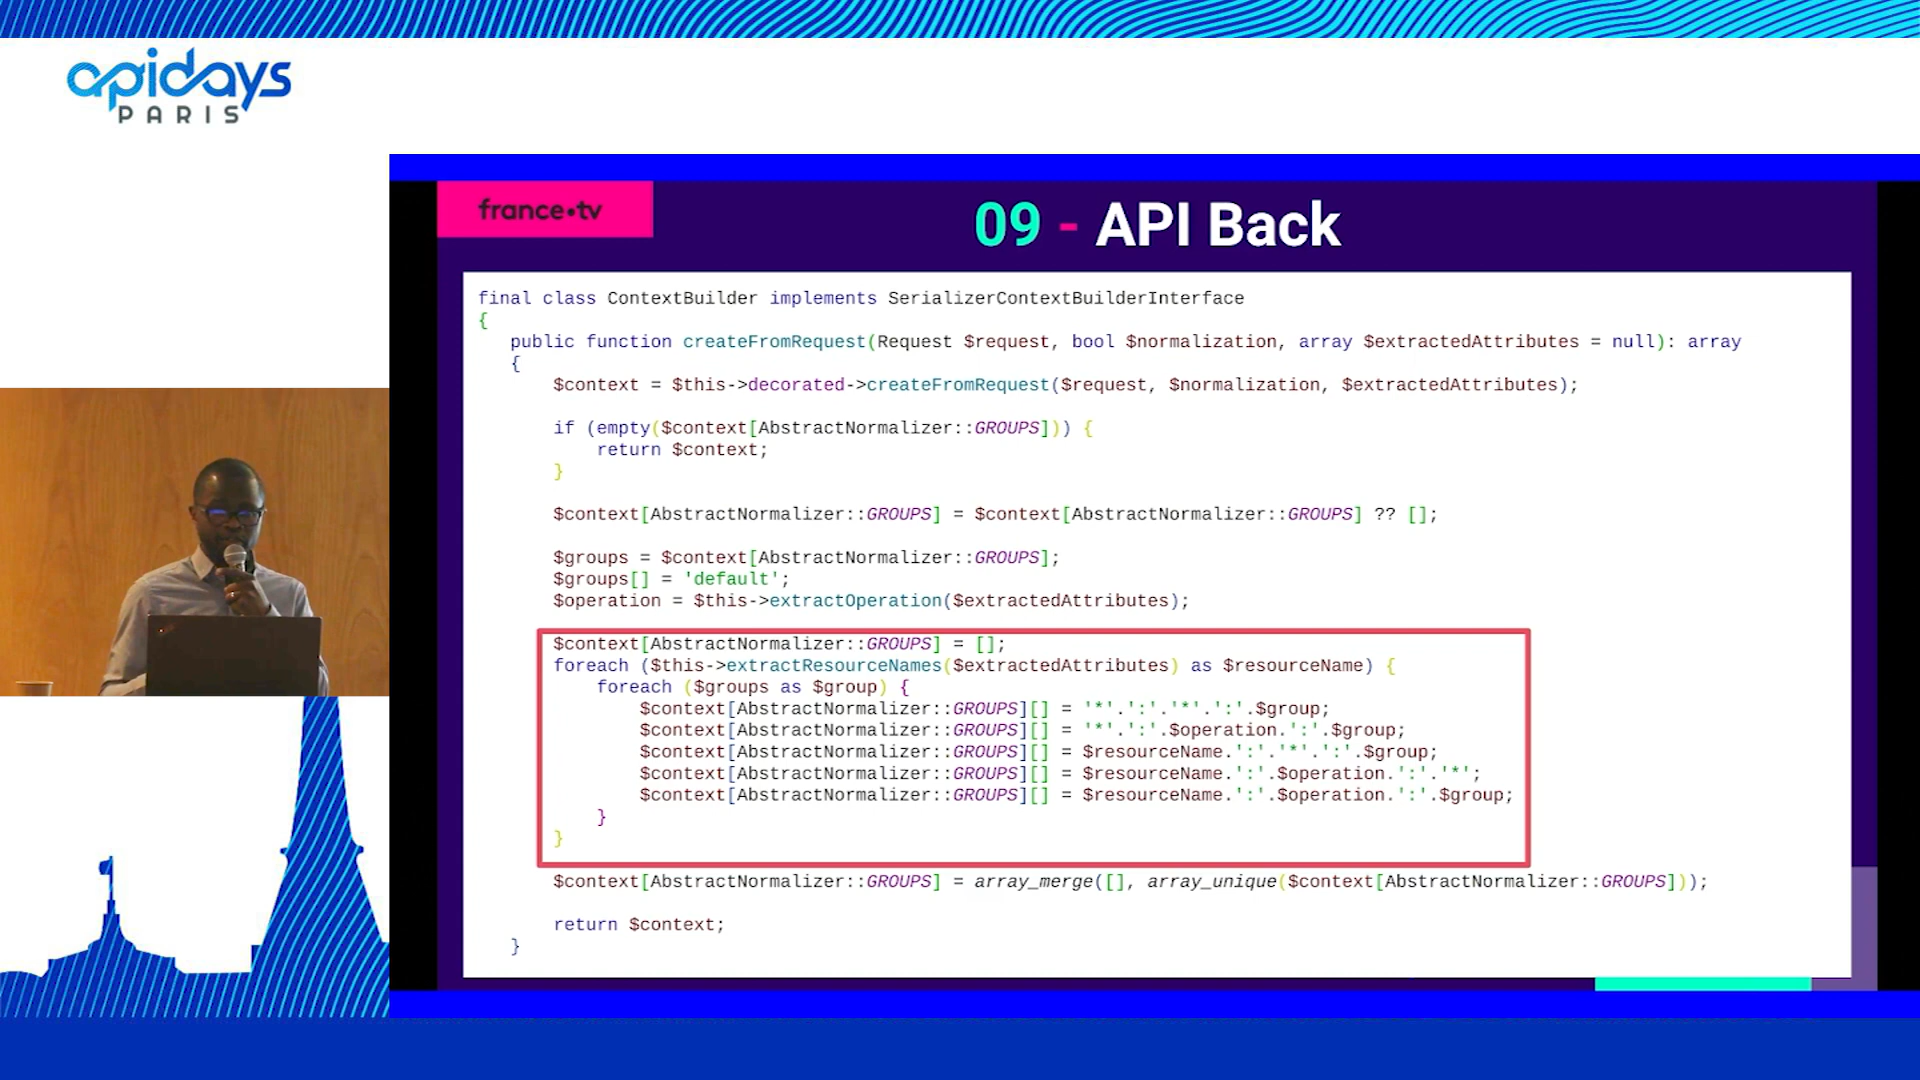 apidays
PARIS
france•tv
09 - API Back
final class ContextBuilder implements SerializerContextBuilderInterface
{
public function createFromRequest(Request $request, bool $normalization, array $extractedAttributes = null): array
{
$context = $this->decorated->createFromRequest($request, $normalization, $extractedAttributes);
if (empty($context[AbstractNormalizer::GROUPS])) {
return $context;
}
$context[AbstractNormalizer::GROUPS] = $context[AbstractNormalizer::GROUPS] ?? [];
$groups = $context[AbstractNormalizer::GROUPS];
$groups[] = 'default';
$operation = $this->extractOperation($extractedAttributes);
$context[AbstractNormalizer::GROUPS] = [];
foreach ($this->extractResourceNames($extractedAttributes) as $resourceName) {
foreach ($groups as $group) {
$context[AbstractNormalizer::GROUPS][] = '*'.':'.'*'.':'.$group;
$context[AbstractNormalizer::GROUPS][] = '*'.':'.$operation.':'.$group;
$context[AbstractNormalizer::GROUPS][] = $resourceName.':'.'*'.':'.$group;
$context[AbstractNormalizer::GROUPS][] = $resourceName.':'.$operation.':'.'*';
$context[AbstractNormalizer::GROUPS][] = $resourceName.':'.$operation.':'.$group;
}
}
$context[AbstractNormalizer::GROUPS] = array_merge([], array_unique($context[AbstractNormalizer::GROUPS]));
return $context;
}